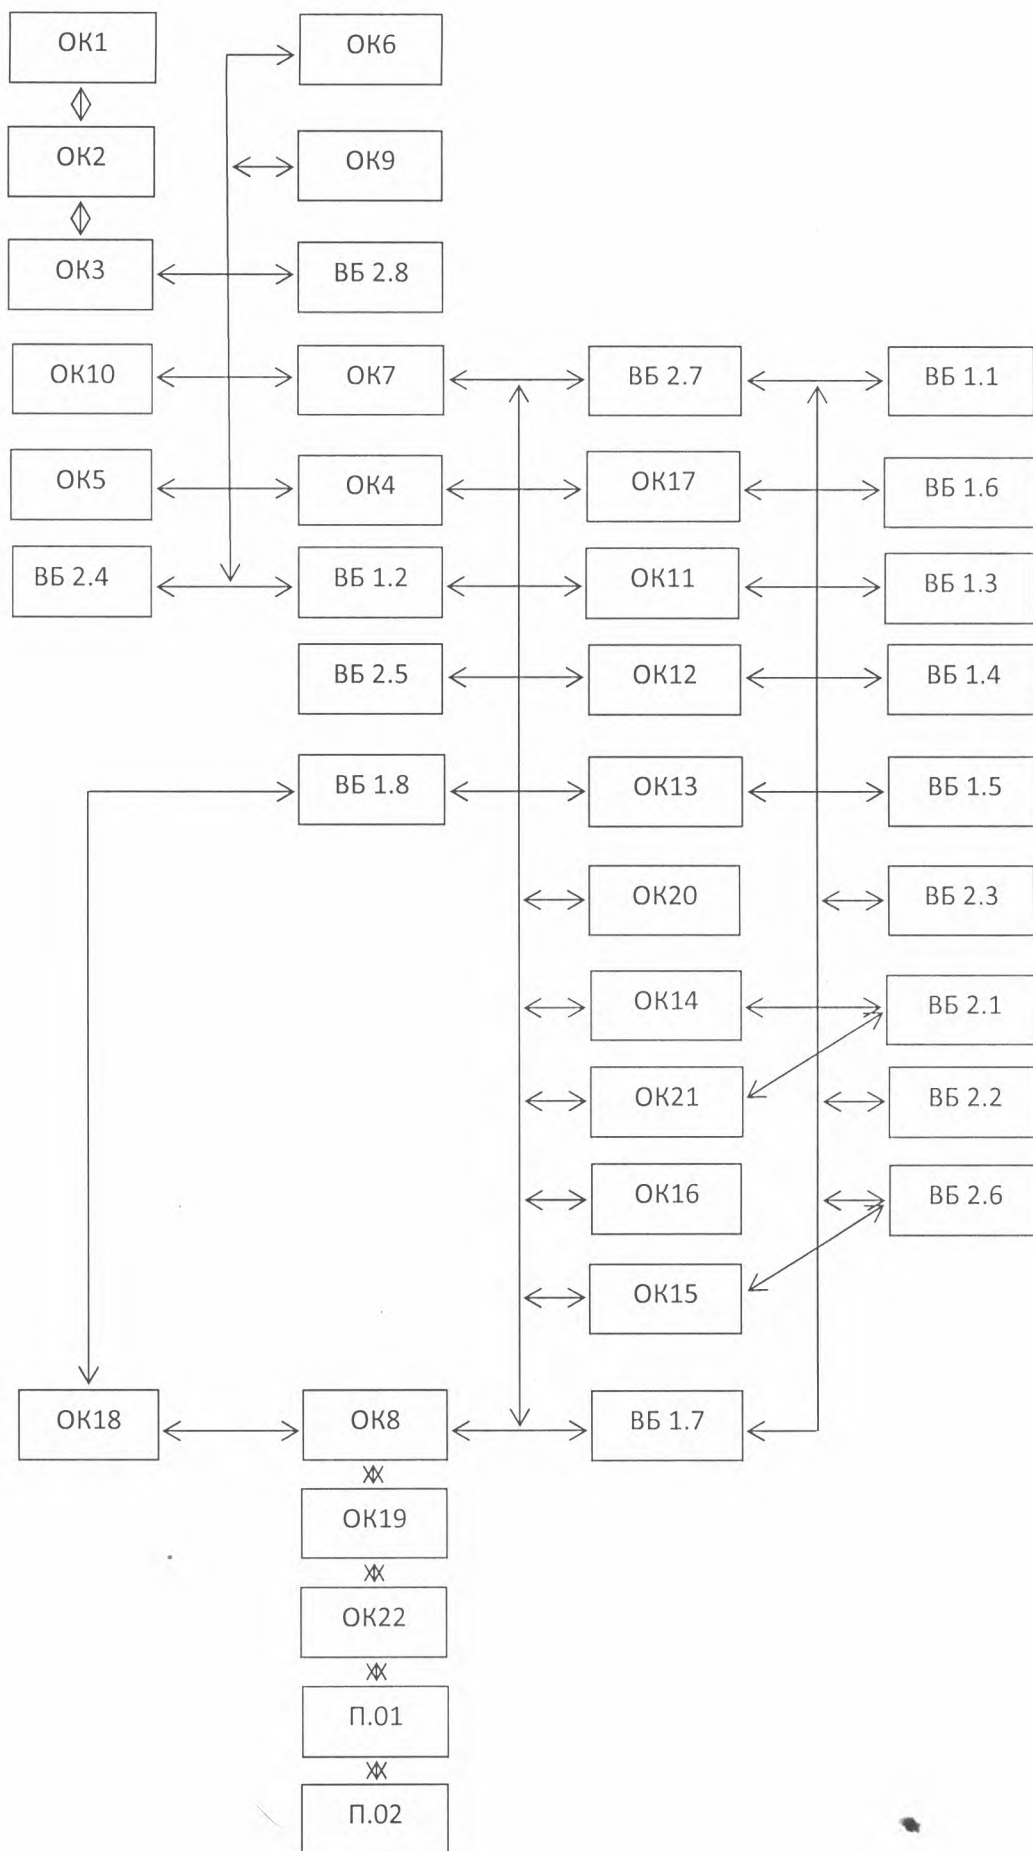 ОК1
ОК6
ОК2
ОК9
ОК3
ВБ 2.8
ОК10
ОК7
ВБ 2.7
ВБ 1.1
ОК5
ОК4
ОК17
ВБ 1.6
ВБ 2.4
ВБ 1.2
ОК11
ВБ 1.3
ВБ 2.5
ОК12
ВБ 1.4
ВБ 1.8
ОК13
ВБ 1.5
ОК20
ВБ 2.3
ОК14
ВБ 2.1
ОК21
ВБ 2.2
ОК16
ВБ 2.6
ОК15
ОК18
ОК8
ВБ 1.7
ОК19
ОК22
П.01
П.02